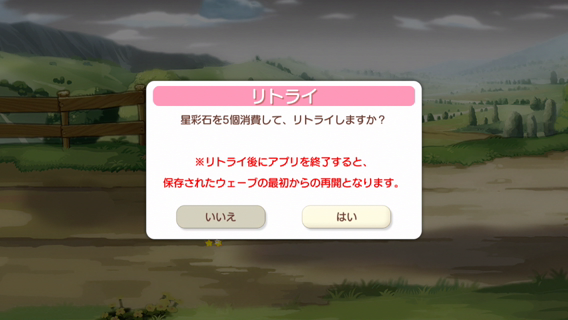 リトライ
星彩石を5個消費して、リトライしますか？
※リトライ後にアプリを終了すると、
保存されたウェーブの最初からの再開となります。
いいえ
はい